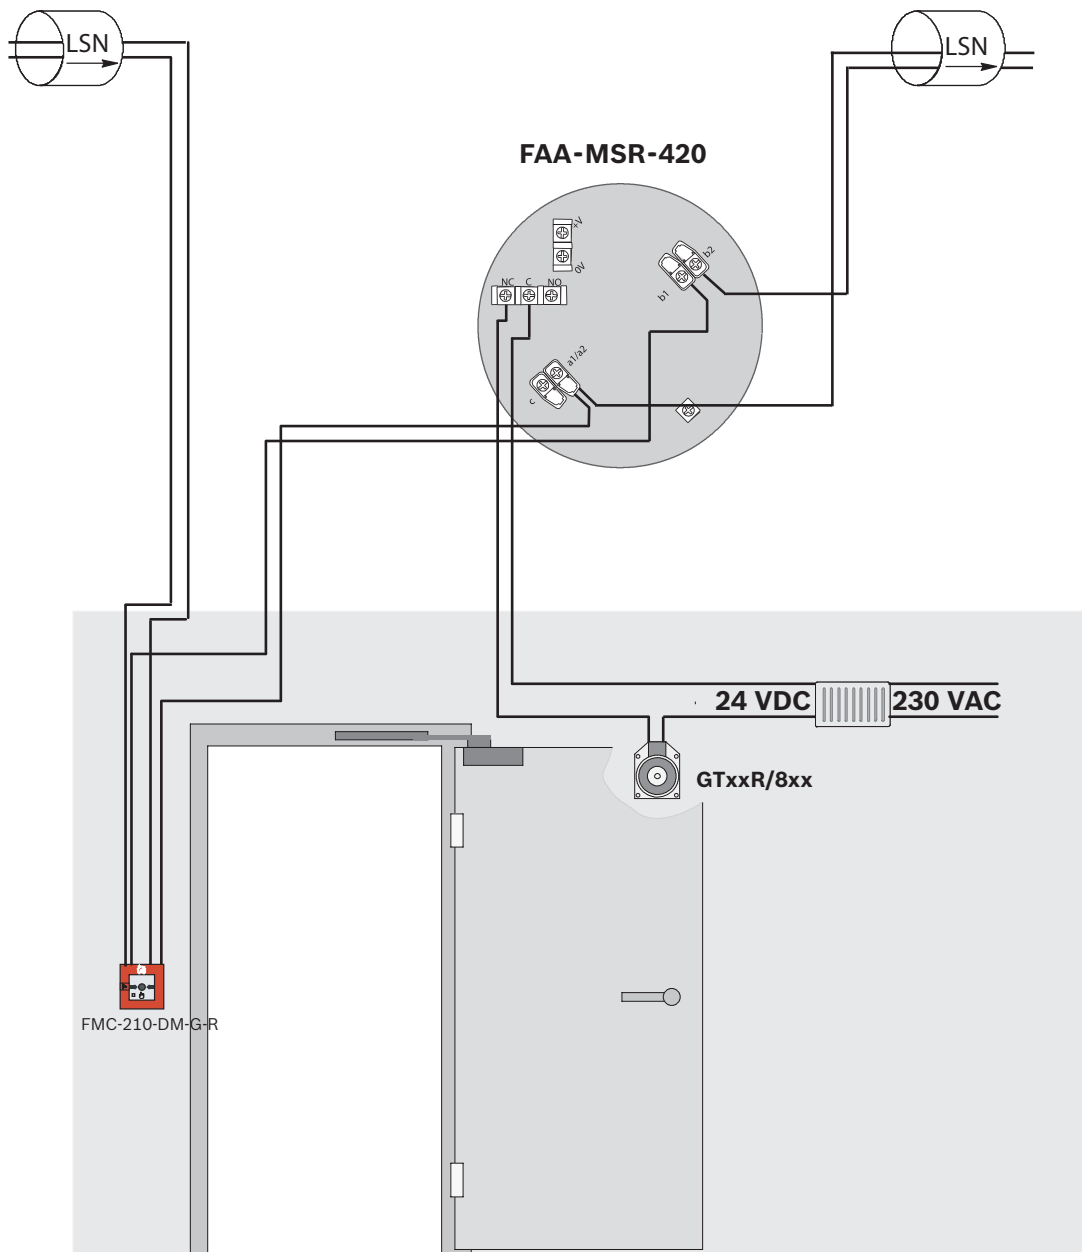 LSN
LSN
FAA-MSR-420
+V
0V
b2
b1
NC C NO
a1/a2
c
24 VDC
230 VAC
GTxxR/8xx
FMC-210-DM-G-R